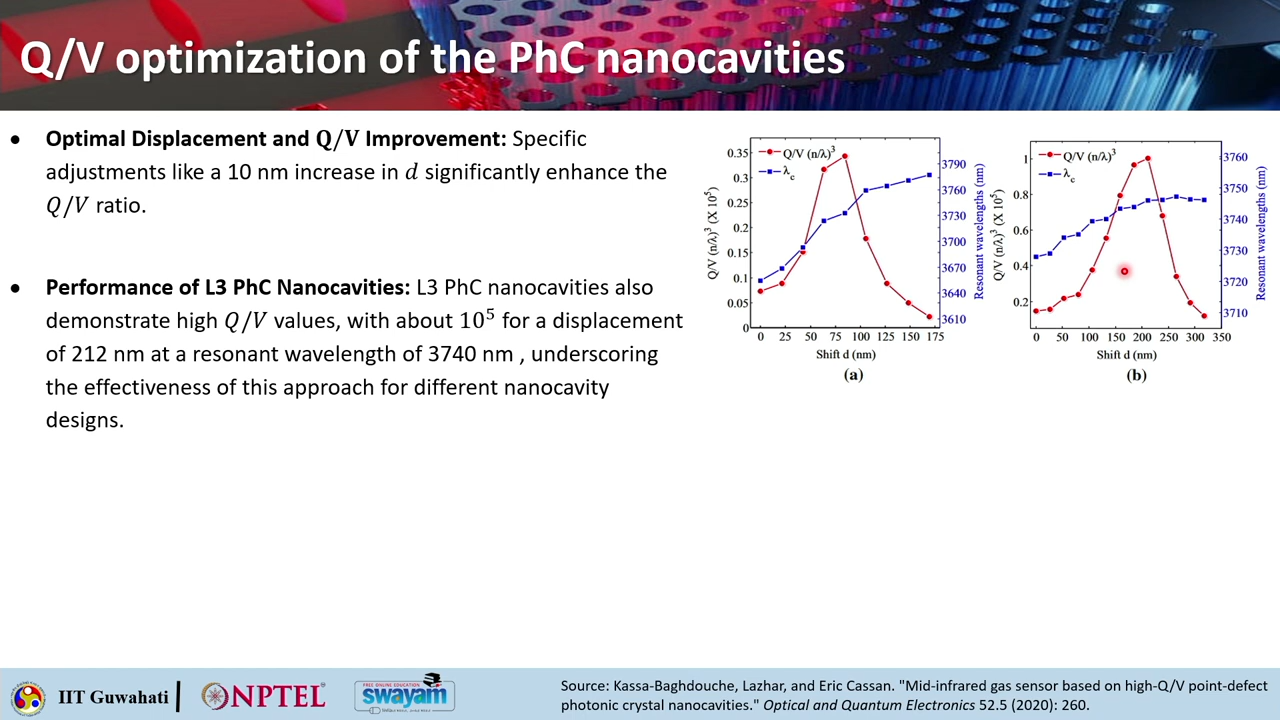 Q/V optimization of the PhC nanocavities
• Optimal Displacement and Q/V Improvement: Specific
adjustments like a 10 nm increase in d significantly enhance the
Q/V ratio.
• Performance of L3 PhC Nanocavities: L3 PhC nanocavities also
demonstrate high Q/V values, with about 10⁵ for a displacement
of 212 nm at a resonant wavelength of 3740 nm , underscoring
the effectiveness of this approach for different nanocavity
designs.
Q/V (n/λ)³
λc
Q/V (n/λ)³ (X 10⁵)
0.35
0.3
0.25
0.2
0.15
0.1
0.05
0
3790
3760
3730
3700
3670
3640
3610
Resonant wavelengths (nm)
0 25 50 75 100 125 150 175
Shift d (nm)
(a)
Q/V (n/λ)³
λc
Q/V (n/λ)³ (X 10⁵)
1
0.8
0.6
0.4
0.2
3760
3750
3740
3730
3720
3710
Resonant wavelengths (nm)
0 50 100 150 200 250 300 350
Shift d (nm)
(b)
IIT Guwahati
NPTEL
FREE ONLINE EDUCATION
swayam
Source: Kassa-Baghdouche, Lazhar, and Eric Cassan. "Mid-infrared gas sensor based on high-Q/V point-defect
photonic crystal nanocavities." Optical and Quantum Electronics 52.5 (2020): 260.